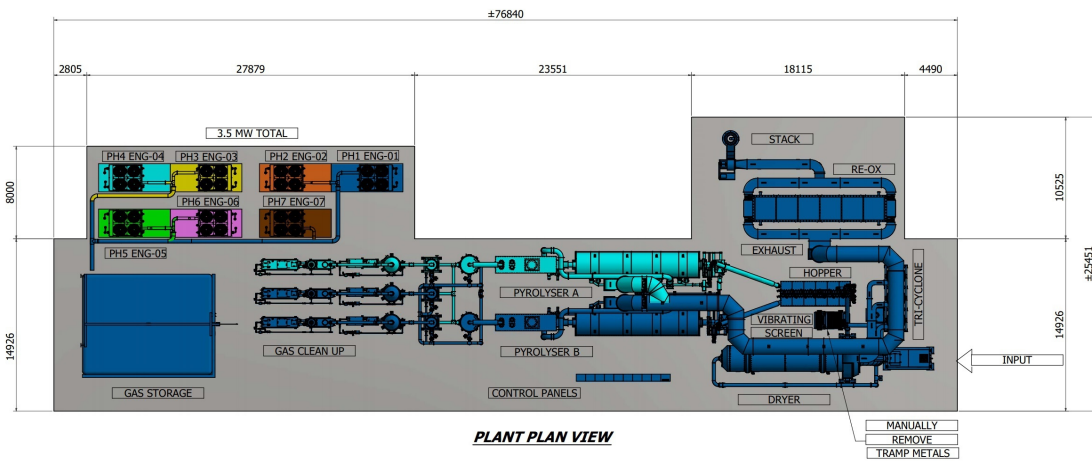 ±76840
2805
27879
23551
18115
4490
3.5 MW TOTAL
PH4 ENG-04
PH3 ENG-03
PH2 ENG-02
PH1 ENG-01
PH6 ENG-06
PH7 ENG-07
PH5 ENG-05
8000
14926
STACK
RE-OX
EXHAUST
HOPPER
TRI-CYCLONE
10525
±25451
14926
PYROLYSER A
VIBRATING
SCREEN
GAS CLEAN UP
PYROLYSER B
INPUT
GAS STORAGE
CONTROL PANELS
DRYER
MANUALLY
REMOVE
TRAMP METALS
PLANT PLAN VIEW